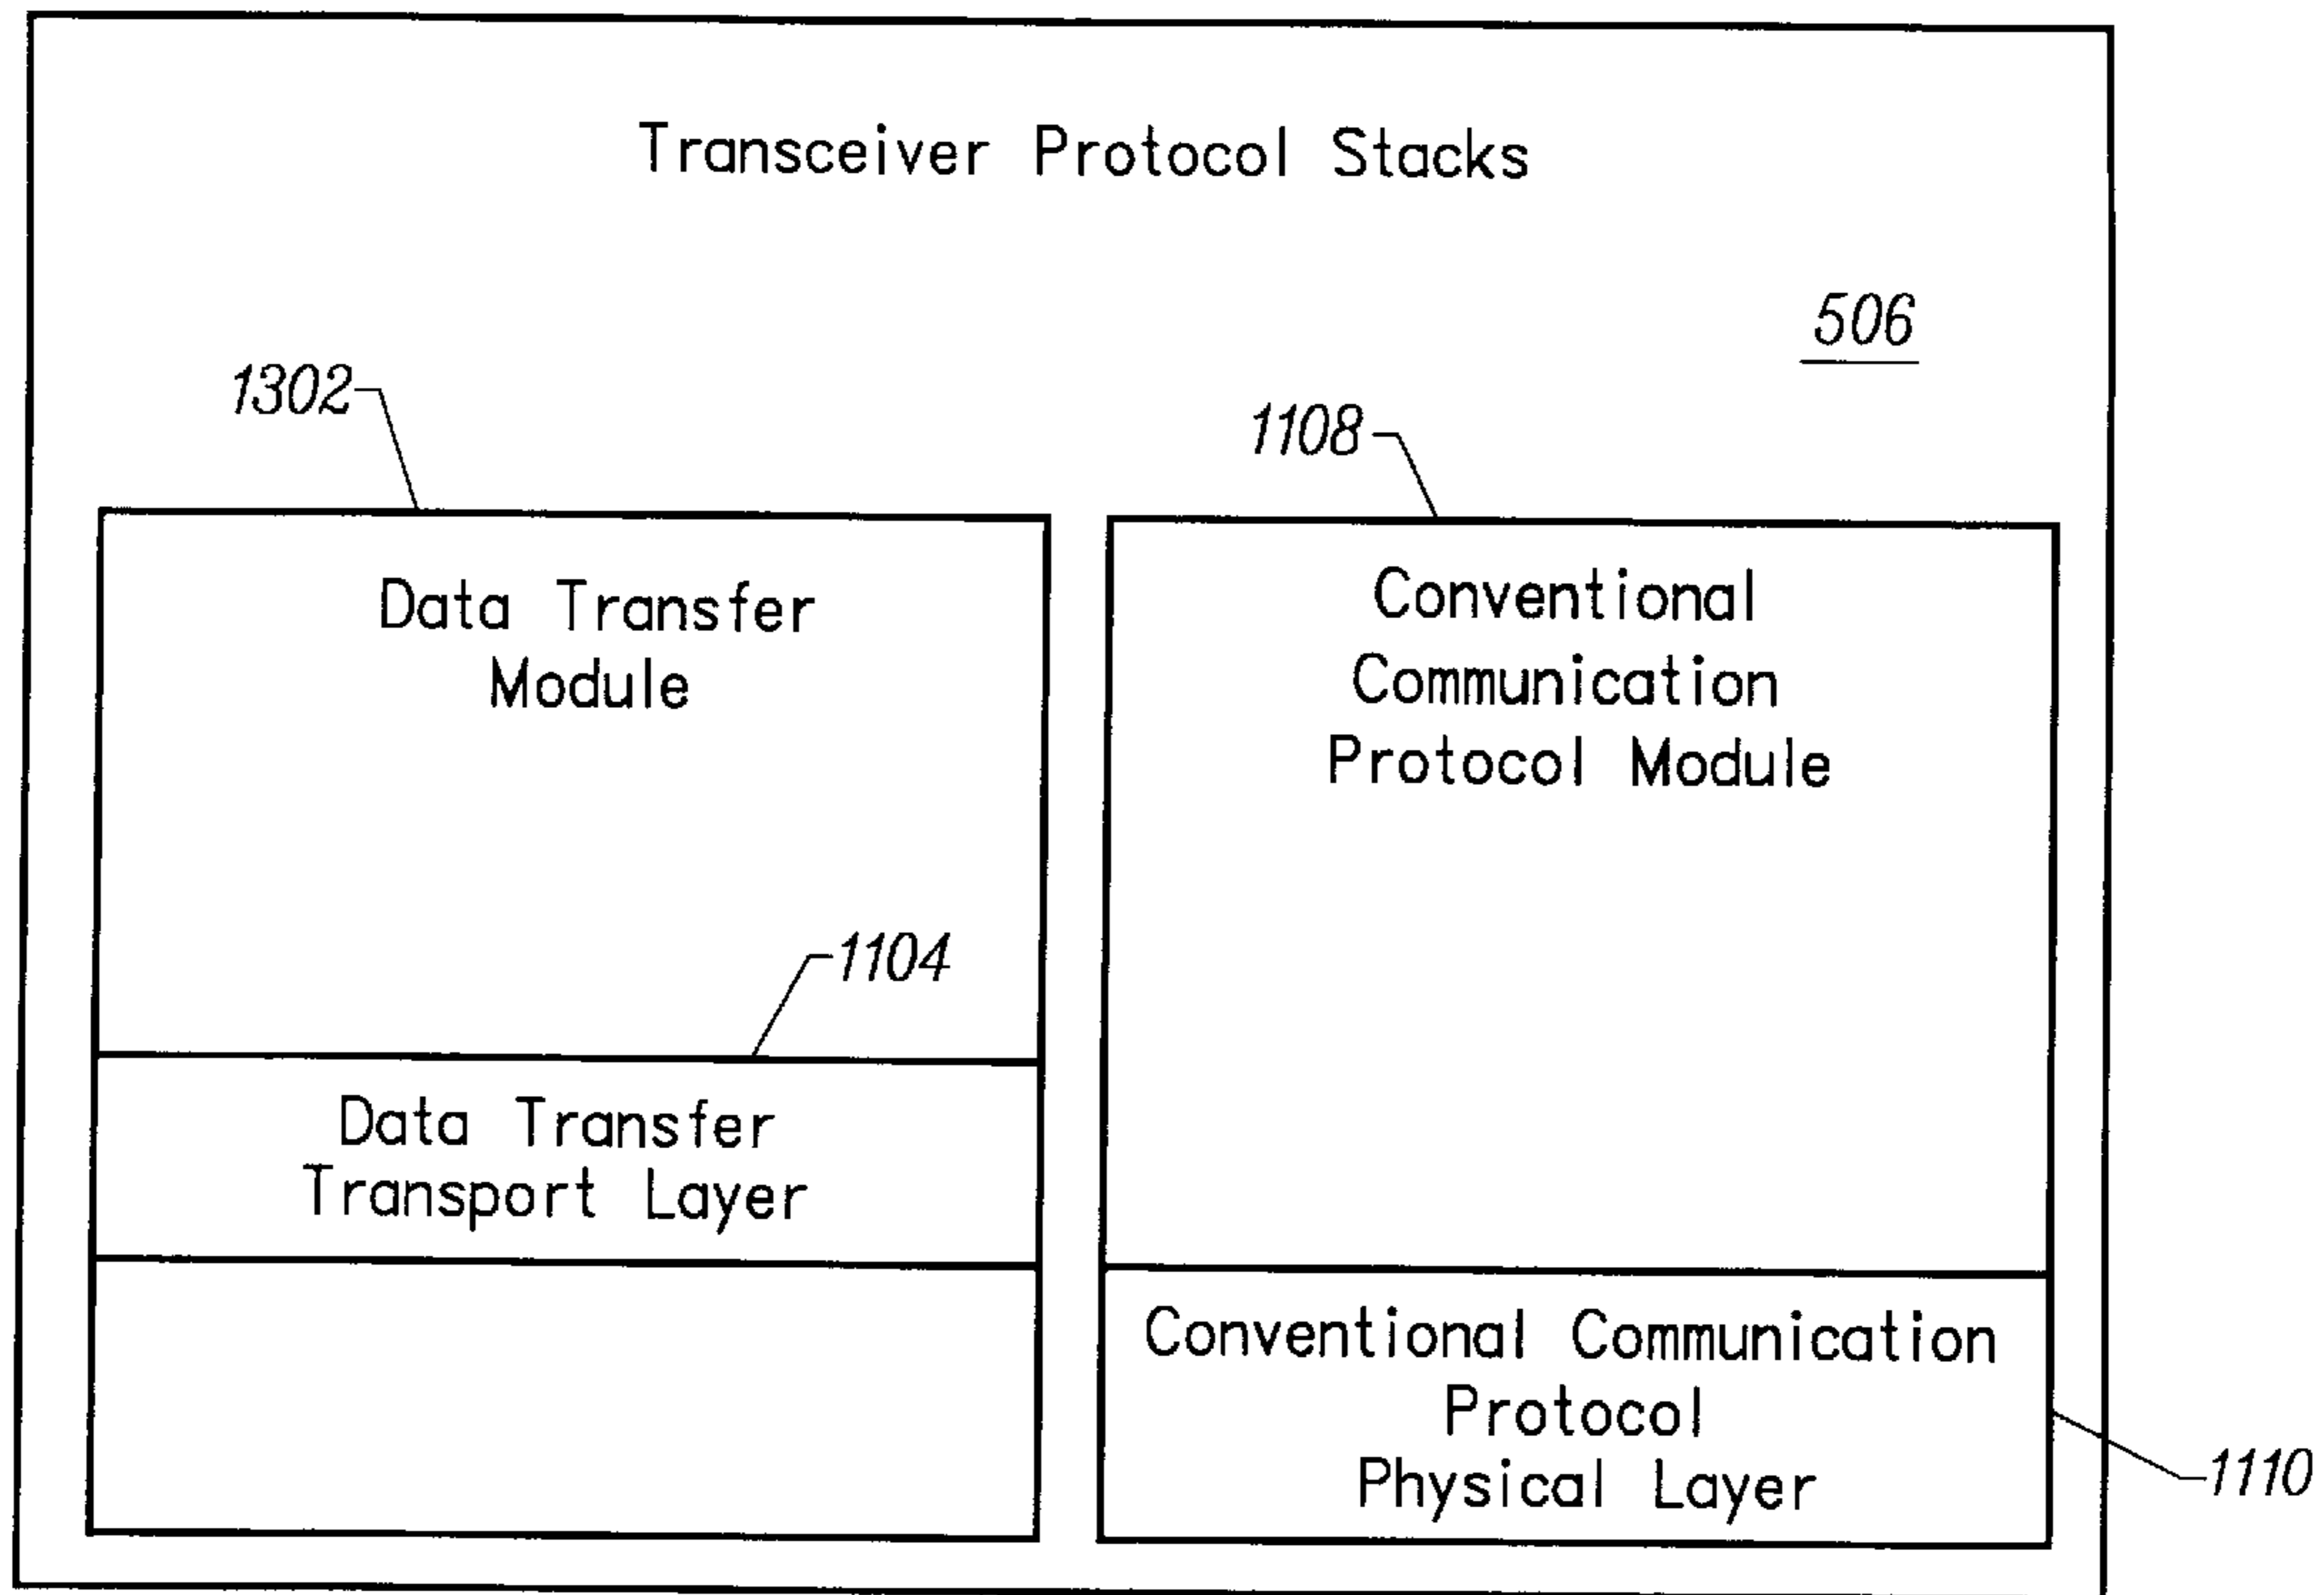 Transceiver Protocol Stacks
506
1302
1108
Data Transfer
Module
Conventional
Communication
Protocol Module
1104
Data Transfer
Transport Layer
Conventional Communication
Protocol
Physical Layer
1110